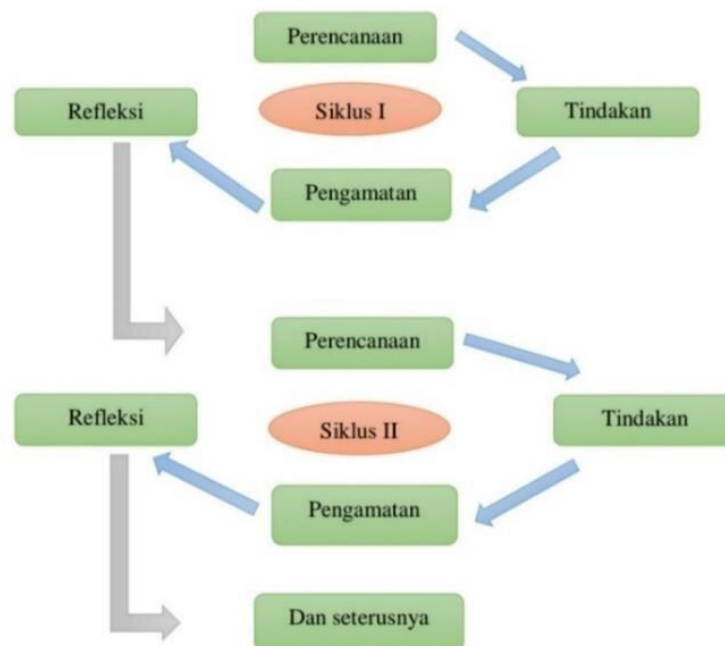 Perencanaan
Refleksi
Siklus I
Tindakan
Pengamatan
Perencanaan
Refleksi
Siklus II
Tindakan
Pengamatan
Dan seterusnya